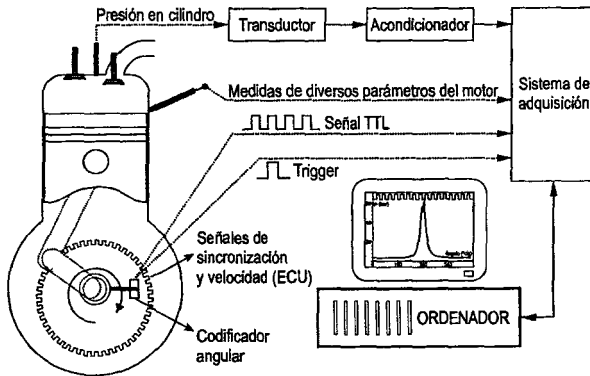 Presión en cilindro
Transductor
Acondicionador
Sistema de
adquisición
Medidas de diversos parámetros del motor
Señal TTL
Trigger
Señales de
sincronización
y velocidad (ECU)
Codificador
angular
ORDENADOR